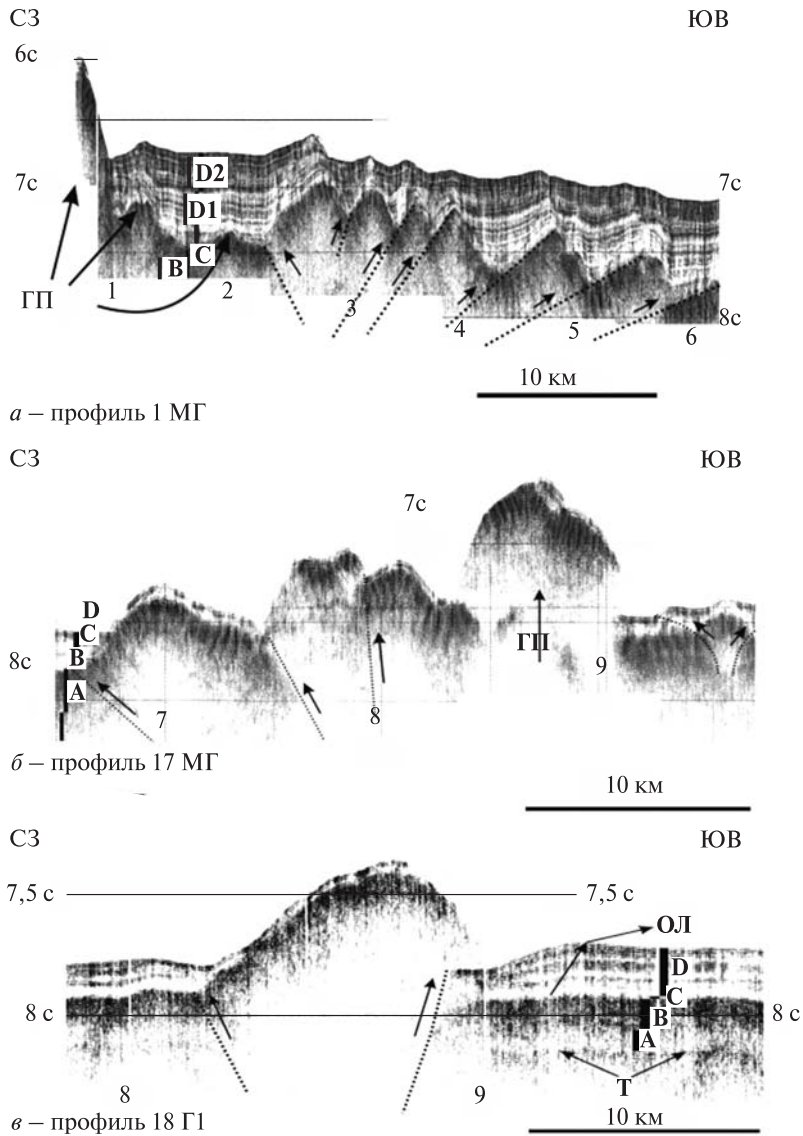 СЗ ЮВ
6с
7с 7с
D2
D1
C
B
ГП
1 2 3 4 5 6
8с
10 км
а — профиль 1 МГ
СЗ ЮВ
7с
D
C
8с B
A
ГП
7 8 9
б — профиль 17 МГ
10 км
СЗ ЮВ
7,5 с 7,5 с
ОЛ
D
C
8 с B 8 с
A
Т
8 9
в — профиль 18 Г1
10 км